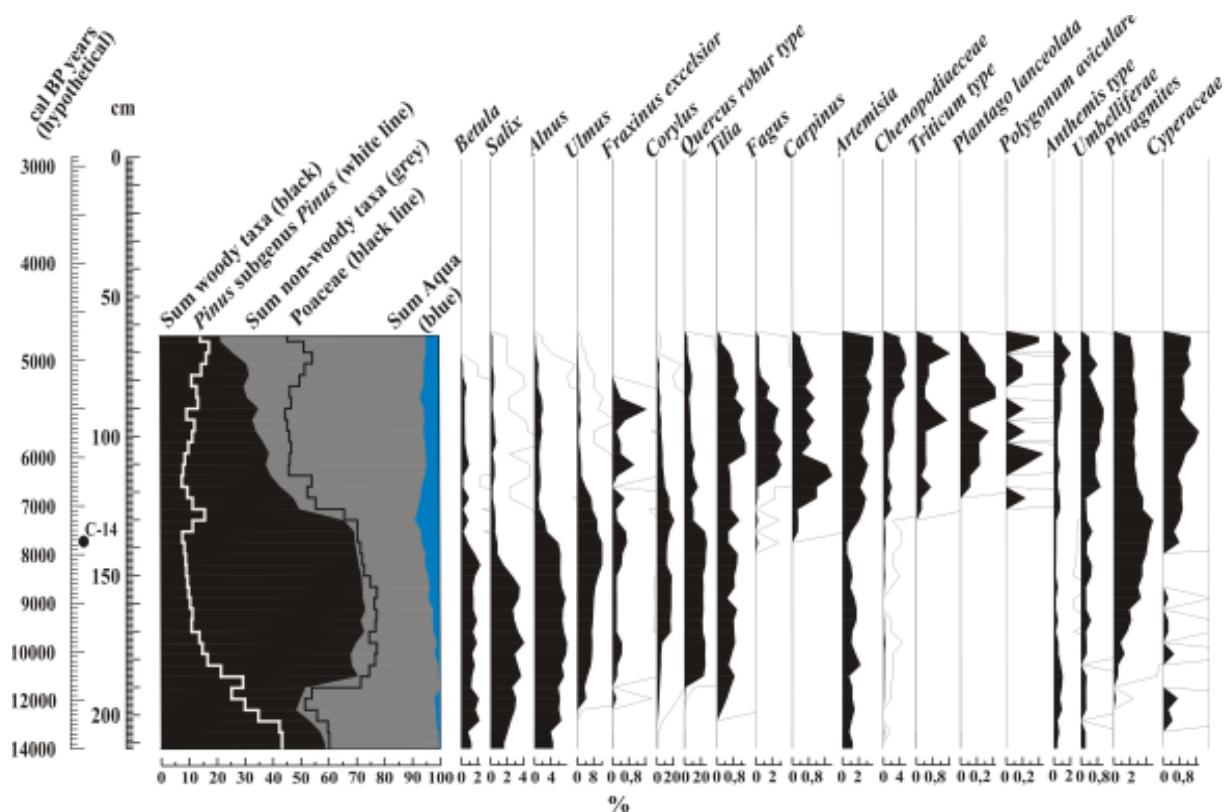 cal BP years
(hypothetical)
cm
Sum woody taxa (black)
Pinus subgenus Pinus (white line)
Sum non-woody taxa (grey)
Poaceae (black line)
Sum Aqua
(blue)
Betula
Salix
Alnus
Ulmus
Fraxinus excelsior
Corylus
Quercus robur type
Tilia
Fagus
Carpinus
Artemisia
Chenopodiaeceae
Triticum type
Plantago lanceolata
Polygonum aviculare
Anthemis type
Umbelliferae
Phragmites
Cyperaceae
3000
4000
5000
6000
7000
C-14
8000
9000
10000
12000
14000
0
50
100
150
200
0 10 20 30 40 50 60 70 80 90 100
0 2 0 2 4 0 4 0 8 0 0,8 0 20 0 20 0 0,8 0 2 0 0,8 0 2 0 4 0 0,8 0 0,2 0 0,2 0 2 0 0,8 0 2 0 0,8
%